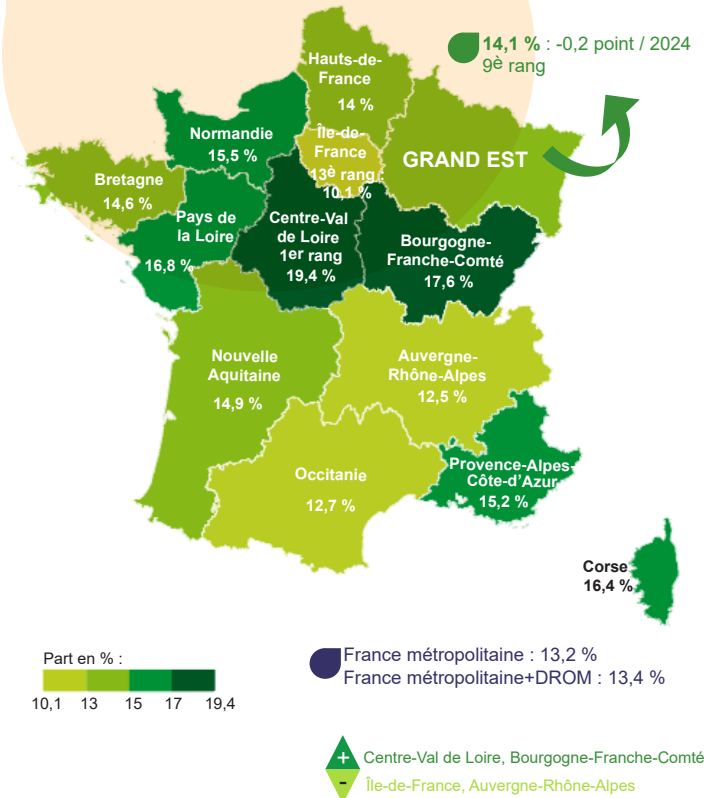 14,1 % : -0,2 point / 2024
9è rang
Hauts-de-
France
14 %
Normandie
15,5 %
Île-de-
France
13è rang :
10,1 %
GRAND EST
Bretagne
14,6 %
Pays de
la Loire
16,8 %
Centre-Val
de Loire
1er rang
19,4 %
Bourgogne-
Franche-Comté
17,6 %
Nouvelle
Aquitaine
14,9 %
Auvergne-
Rhône-Alpes
12,5 %
Occitanie
12,7 %
Provence-Alpes-
Côte-d'Azur
15,2 %
Corse
16,4 %
Part en % :
10,1 13 15 17 19,4
France métropolitaine : 13,2 %
France métropolitaine+DROM : 13,4 %
+ Centre-Val de Loire, Bourgogne-Franche-Comté
- Île-de-France, Auvergne-Rhône-Alpes